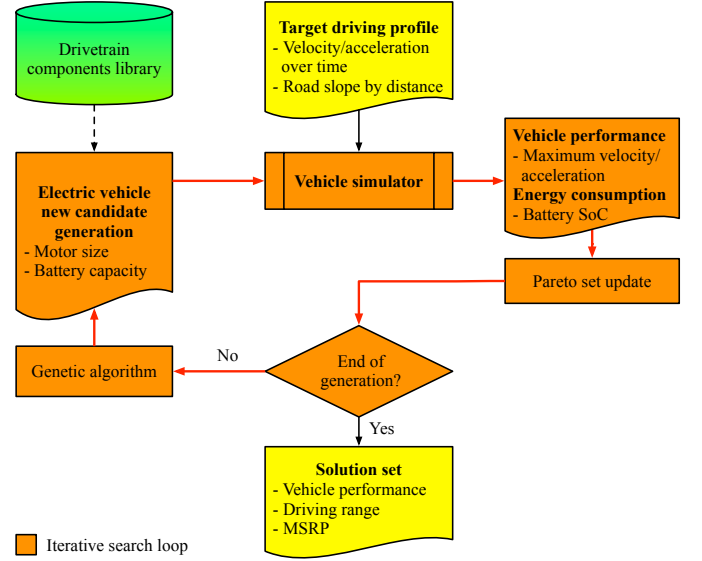 Drivetrain
components library
Target driving profile
- Velocity/acceleration
over time
- Road slope by distance
Electric vehicle
new candidate
generation
- Motor size
- Battery capacity
Vehicle simulator
Vehicle performance
- Maximum velocity/
acceleration
Energy consumption
- Battery SoC
Pareto set update
End of
generation?
No
Genetic algorithm
Yes
Solution set
- Vehicle performance
- Driving range
- MSRP
Iterative search loop